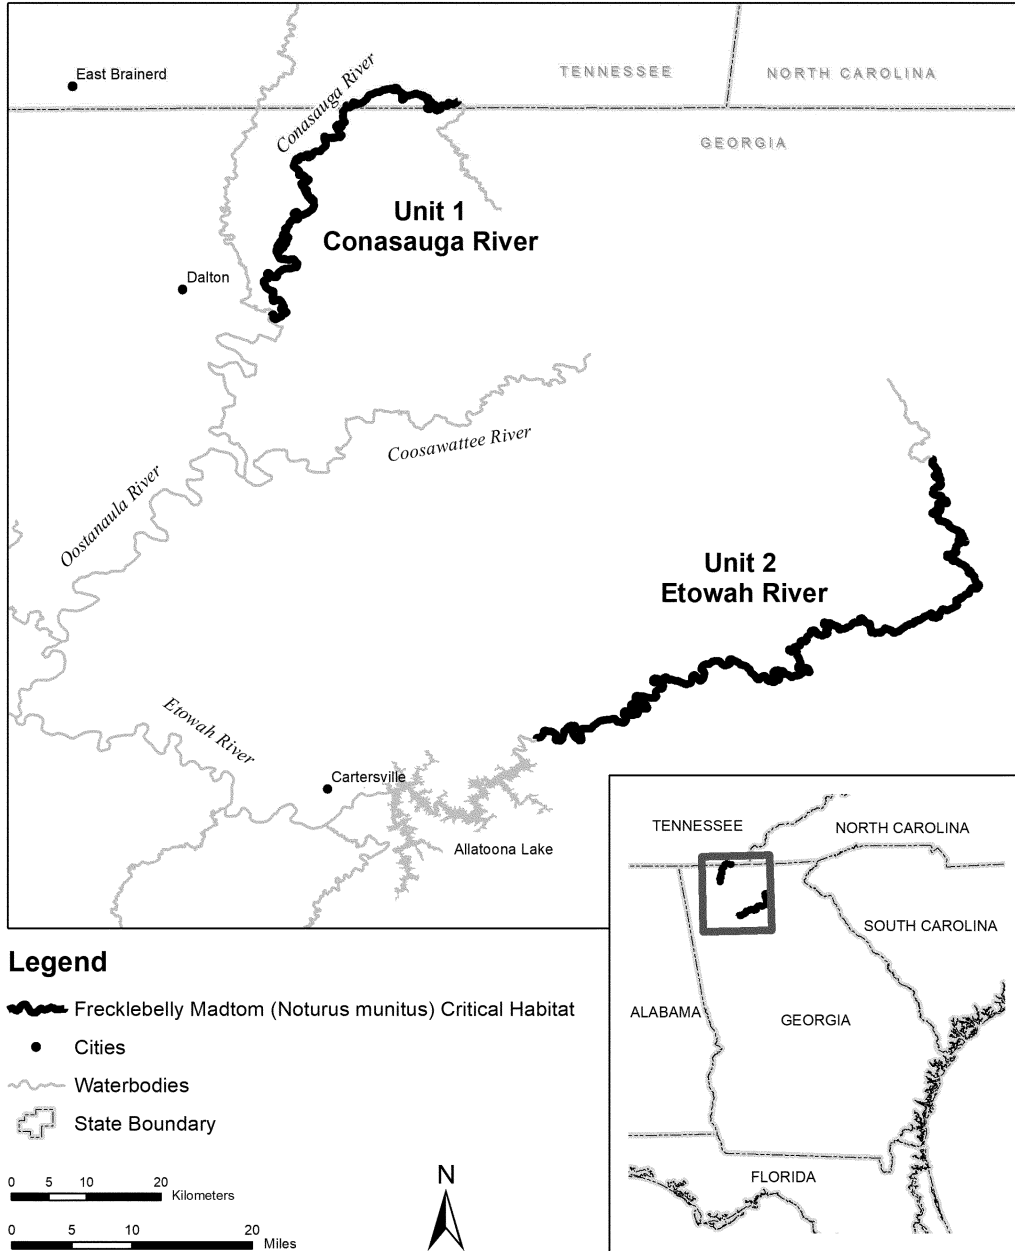 East Brainerd
Conasauga River
TENNESSEE
NORTH CAROLINA
GEORGIA
Unit 1
Conasauga River
Dalton
Coosawattee River
Oostanaula River
Unit 2
Etowah River
Etowah River
Cartersville
Allatoona Lake
TENNESSEE
NORTH CAROLINA
SOUTH CAROLINA
ALABAMA
GEORGIA
FLORIDA
Legend
Frecklebelly Madtom (Noturus munitus) Critical Habitat
Cities
Waterbodies
State Boundary
0 5 10 20
Kilometers
0 5 10 20
Miles
N